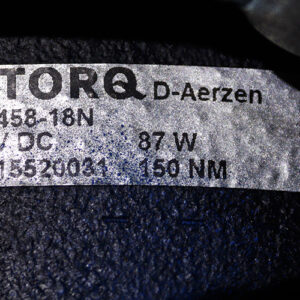 TORQ D-Aerzen
458-18N
/ DC 87 W
15520031 150 NM